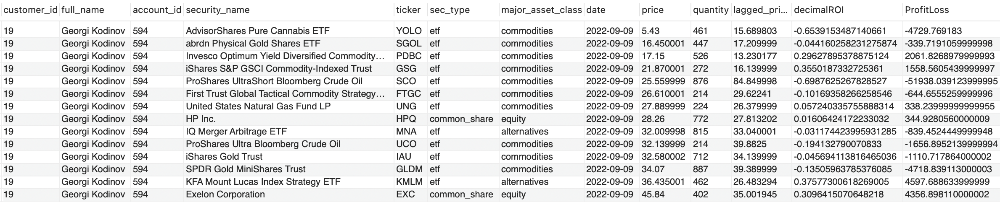 customer_id full_name account_id security_name ticker sec_type major_asset_class date price quantity lagged_pri... decimalROI ProfitLoss
19 Georgi Kodinov 594 AdvisorShares Pure Cannabis ETF YOLO etf commodities 2022-09-09 5.43 461 15.689803 -0.6539153487140661 -4729.769183
19 Georgi Kodinov 594 abrdn Physical Gold Shares ETF SGOL etf commodities 2022-09-09 16.450001 447 17.209999 -0.044160258231275874 -339.7191059999998
19 Georgi Kodinov 594 Invesco Optimum Yield Diversified Commodity... PDBC etf commodities 2022-09-09 17.15 526 13.230177 0.29627895378875124 2061.8268979999993
19 Georgi Kodinov 594 iShares S&P GSCI Commodity-Indexed Trust GSG etf commodities 2022-09-09 21.870001 272 16.139999 0.3550187332725361 1558.5605439999997
19 Georgi Kodinov 594 ProShares UltraShort Bloomberg Crude Oil SCO etf commodities 2022-09-09 25.559999 876 84.849998 -0.6987625267828527 -51938.039123999995
19 Georgi Kodinov 594 First Trust Global Tactical Commodity Strategy... FTGC etf commodities 2022-09-09 26.610001 214 29.62241 -0.10169358266258546 -644.6555259999996
19 Georgi Kodinov 594 United States Natural Gas Fund LP UNG etf commodities 2022-09-09 27.889999 224 26.379999 0.057240335755888314 338.23999999999955
19 Georgi Kodinov 594 HP Inc. HPQ common_share equity 2022-09-09 28.26 772 27.813202 0.01606424172233032 344.9280560000009
19 Georgi Kodinov 594 IQ Merger Arbitrage ETF MNA etf alternatives 2022-09-09 32.009998 815 33.040001 -0.031174423995931285 -839.4524449999948
19 Georgi Kodinov 594 ProShares Ultra Bloomberg Crude Oil UCO etf commodities 2022-09-09 32.139999 214 39.8825 -0.194132790070833 -1656.8952139999994
19 Georgi Kodinov 594 iShares Gold Trust IAU etf commodities 2022-09-09 32.580002 712 34.139999 -0.045694113816465036 -1110.717864000002
19 Georgi Kodinov 594 SPDR Gold MiniShares Trust GLDM etf commodities 2022-09-09 34.07 887 39.389999 -0.13505963785376085 -4718.839113000003
19 Georgi Kodinov 594 KFA Mount Lucas Index Strategy ETF KMLM etf alternatives 2022-09-09 36.435001 462 26.483294 0.37577300618269005 4597.688633999999
19 Georgi Kodinov 594 Exelon Corporation EXC common_share equity 2022-09-09 45.84 402 35.001945 0.3096415070648218 4356.898110000002